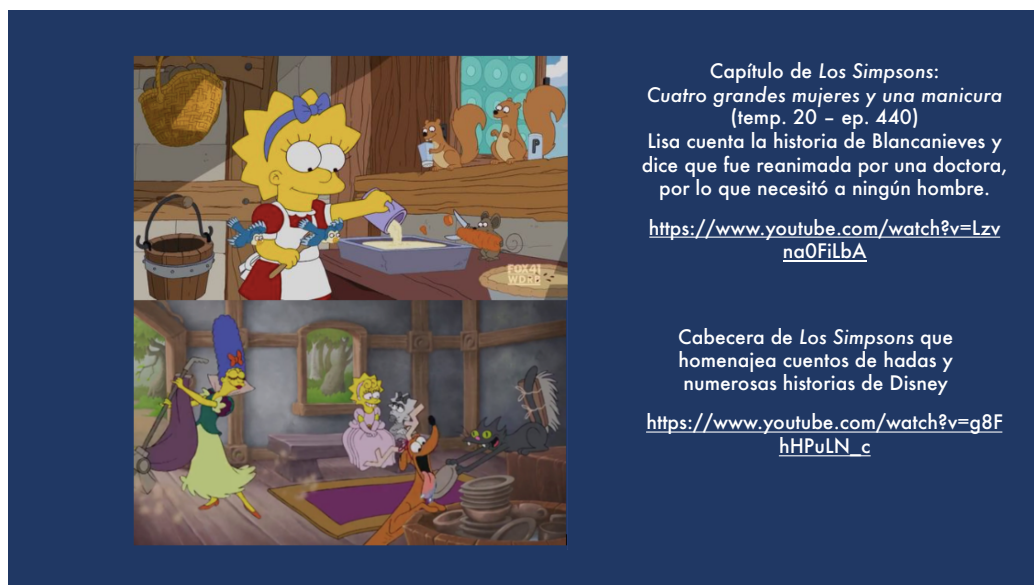 Capítulo de Los Simpsons:
Cuatro grandes mujeres y una manicura
(temp. 20 – ep. 440)
Lisa cuenta la historia de Blancanieves y
dice que fue reanimada por una doctora,
por lo que necesitó a ningún hombre.
https://www.youtube.com/watch?v=Lzv
na0FiLbA
P
FOX41
WDRB
Cabecera de Los Simpsons que
homenajea cuentos de hadas y
numerosas historias de Disney
https://www.youtube.com/watch?v=g8F
hHPuLN_c